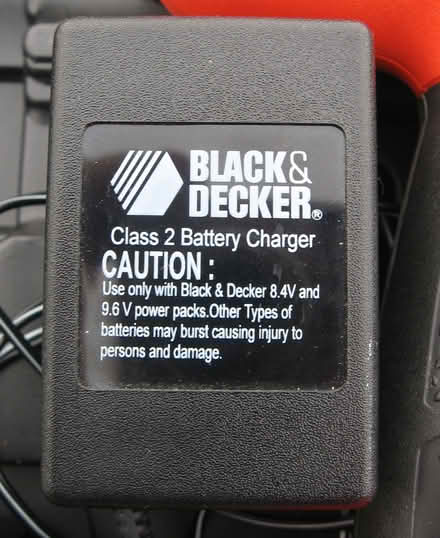 BLACK&
DECKER®
Class 2 Battery Charger
CAUTION :
Use only with Black & Decker 8.4V and
9.6 V power packs.Other Types of
batteries may burst causing injury to
persons and damage.